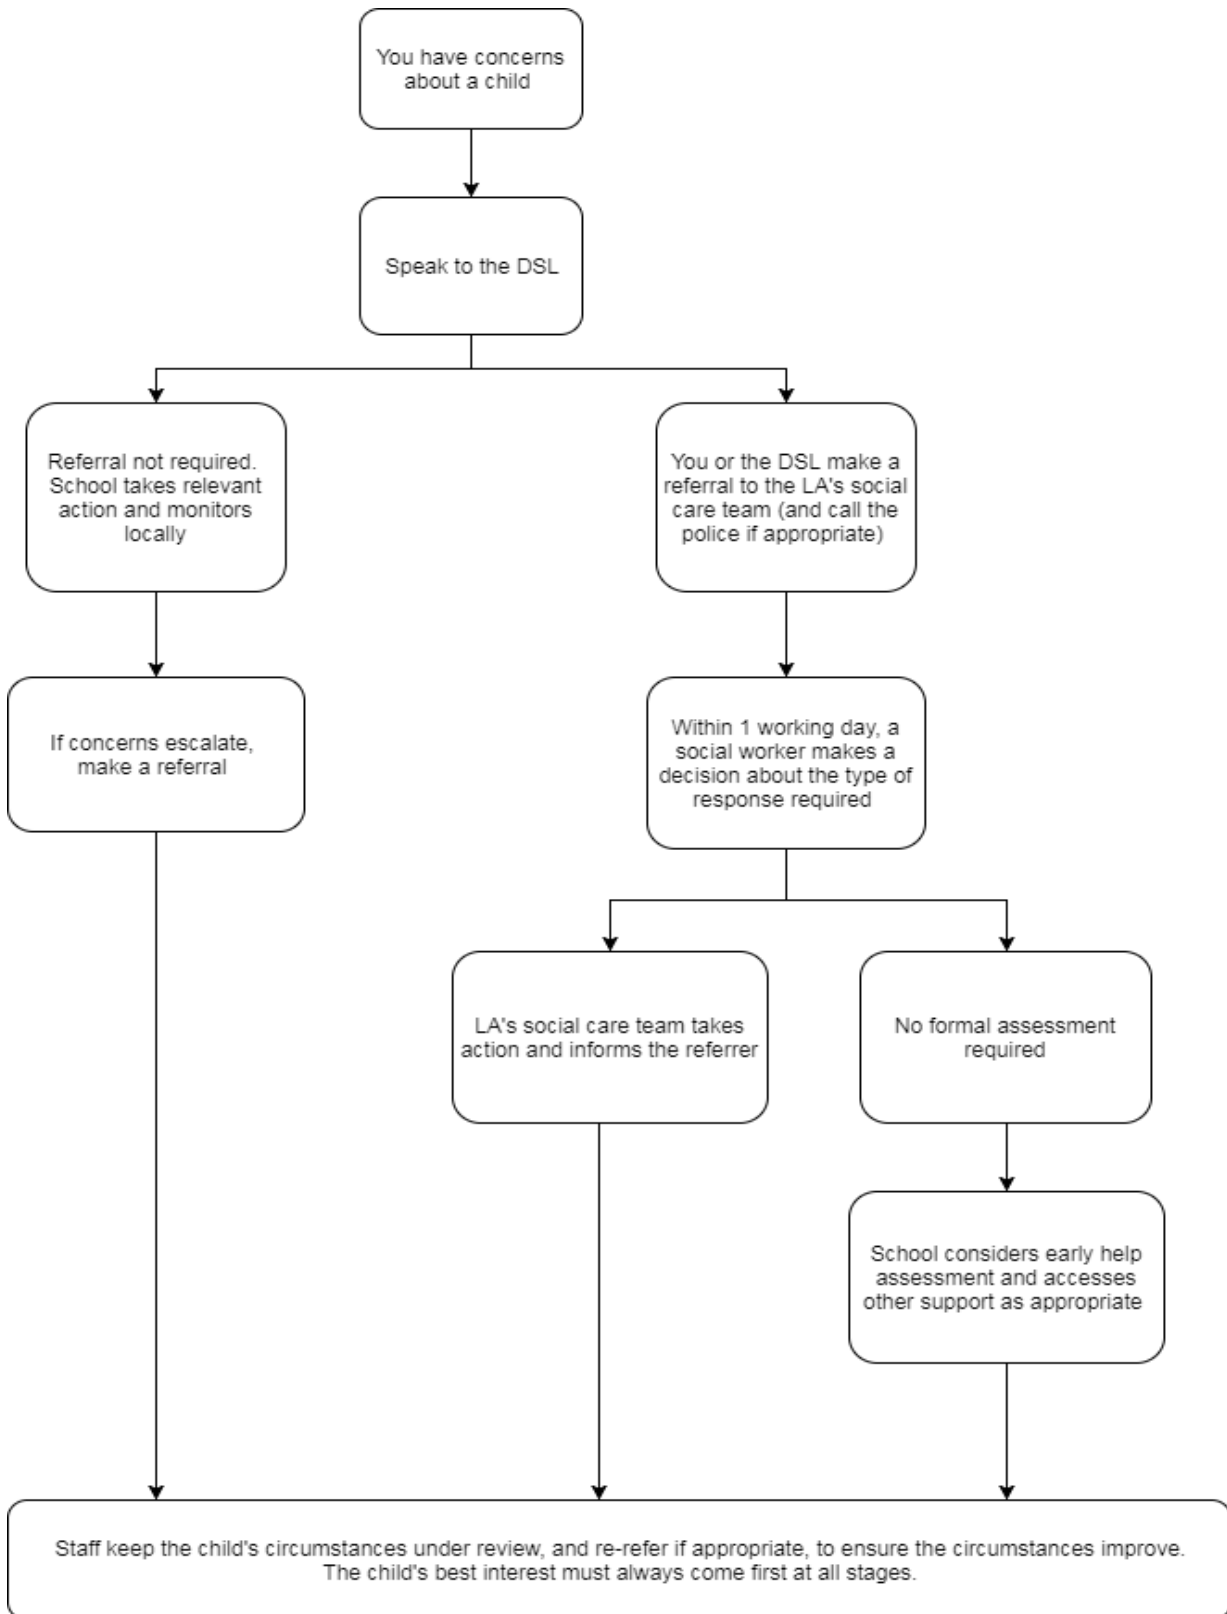 You have concerns
about a child
Speak to the DSL
Referral not required.
School takes relevant
action and monitors
locally
You or the DSL make a
referral to the LA's social
care team (and call the
police if appropriate)
If concerns escalate,
make a referral
Within 1 working day, a
social worker makes a
decision about the type of
response required
LA's social care team takes
action and informs the referrer
No formal assessment
required
School considers early help
assessment and accesses
other support as appropriate
Staff keep the child's circumstances under review, and re-refer if appropriate, to ensure the circumstances improve.
The child's best interest must always come first at all stages.